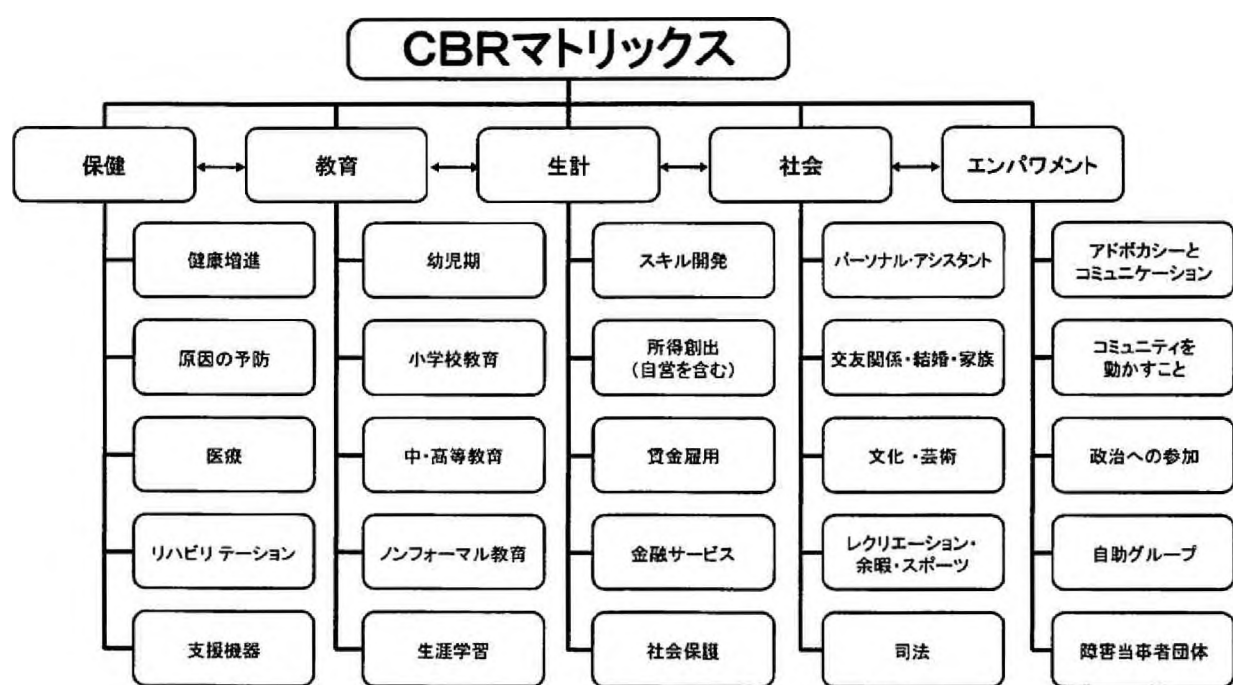 CBRマトリックス
保健
教育
生計
社会
エンパワメント
健康増進
幼児期
スキル開発
パーソナル・アシスタント
アドボカシーと
コミュニケーション
原因の予防
小学校教育
所得創出
(自営を含む)
交友関係・結婚・家族
コミュニティを
動かすこと
医療
中・高等教育
賃金雇用
文化・芸術
政治への参加
リハビリテーション
ノンフォーマル教育
金融サービス
レクリエーション・
余暇・スポーツ
自助グループ
支援機器
生涯学習
社会保護
司法
障害当事者団体